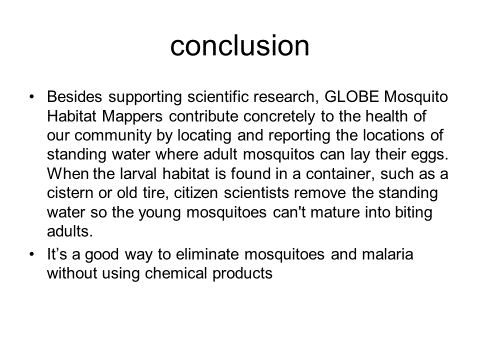 conclusion
• Besides supporting scientific research, GLOBE Mosquito
Habitat Mappers contribute concretely to the health of
our community by locating and reporting the locations of
standing water where adult mosquitos can lay their eggs.
When the larval habitat is found in a container, such as a
cistern or old tire, citizen scientists remove the standing
water so the young mosquitoes can't mature into biting
adults.
• It’s a good way to eliminate mosquitoes and malaria
without using chemical products